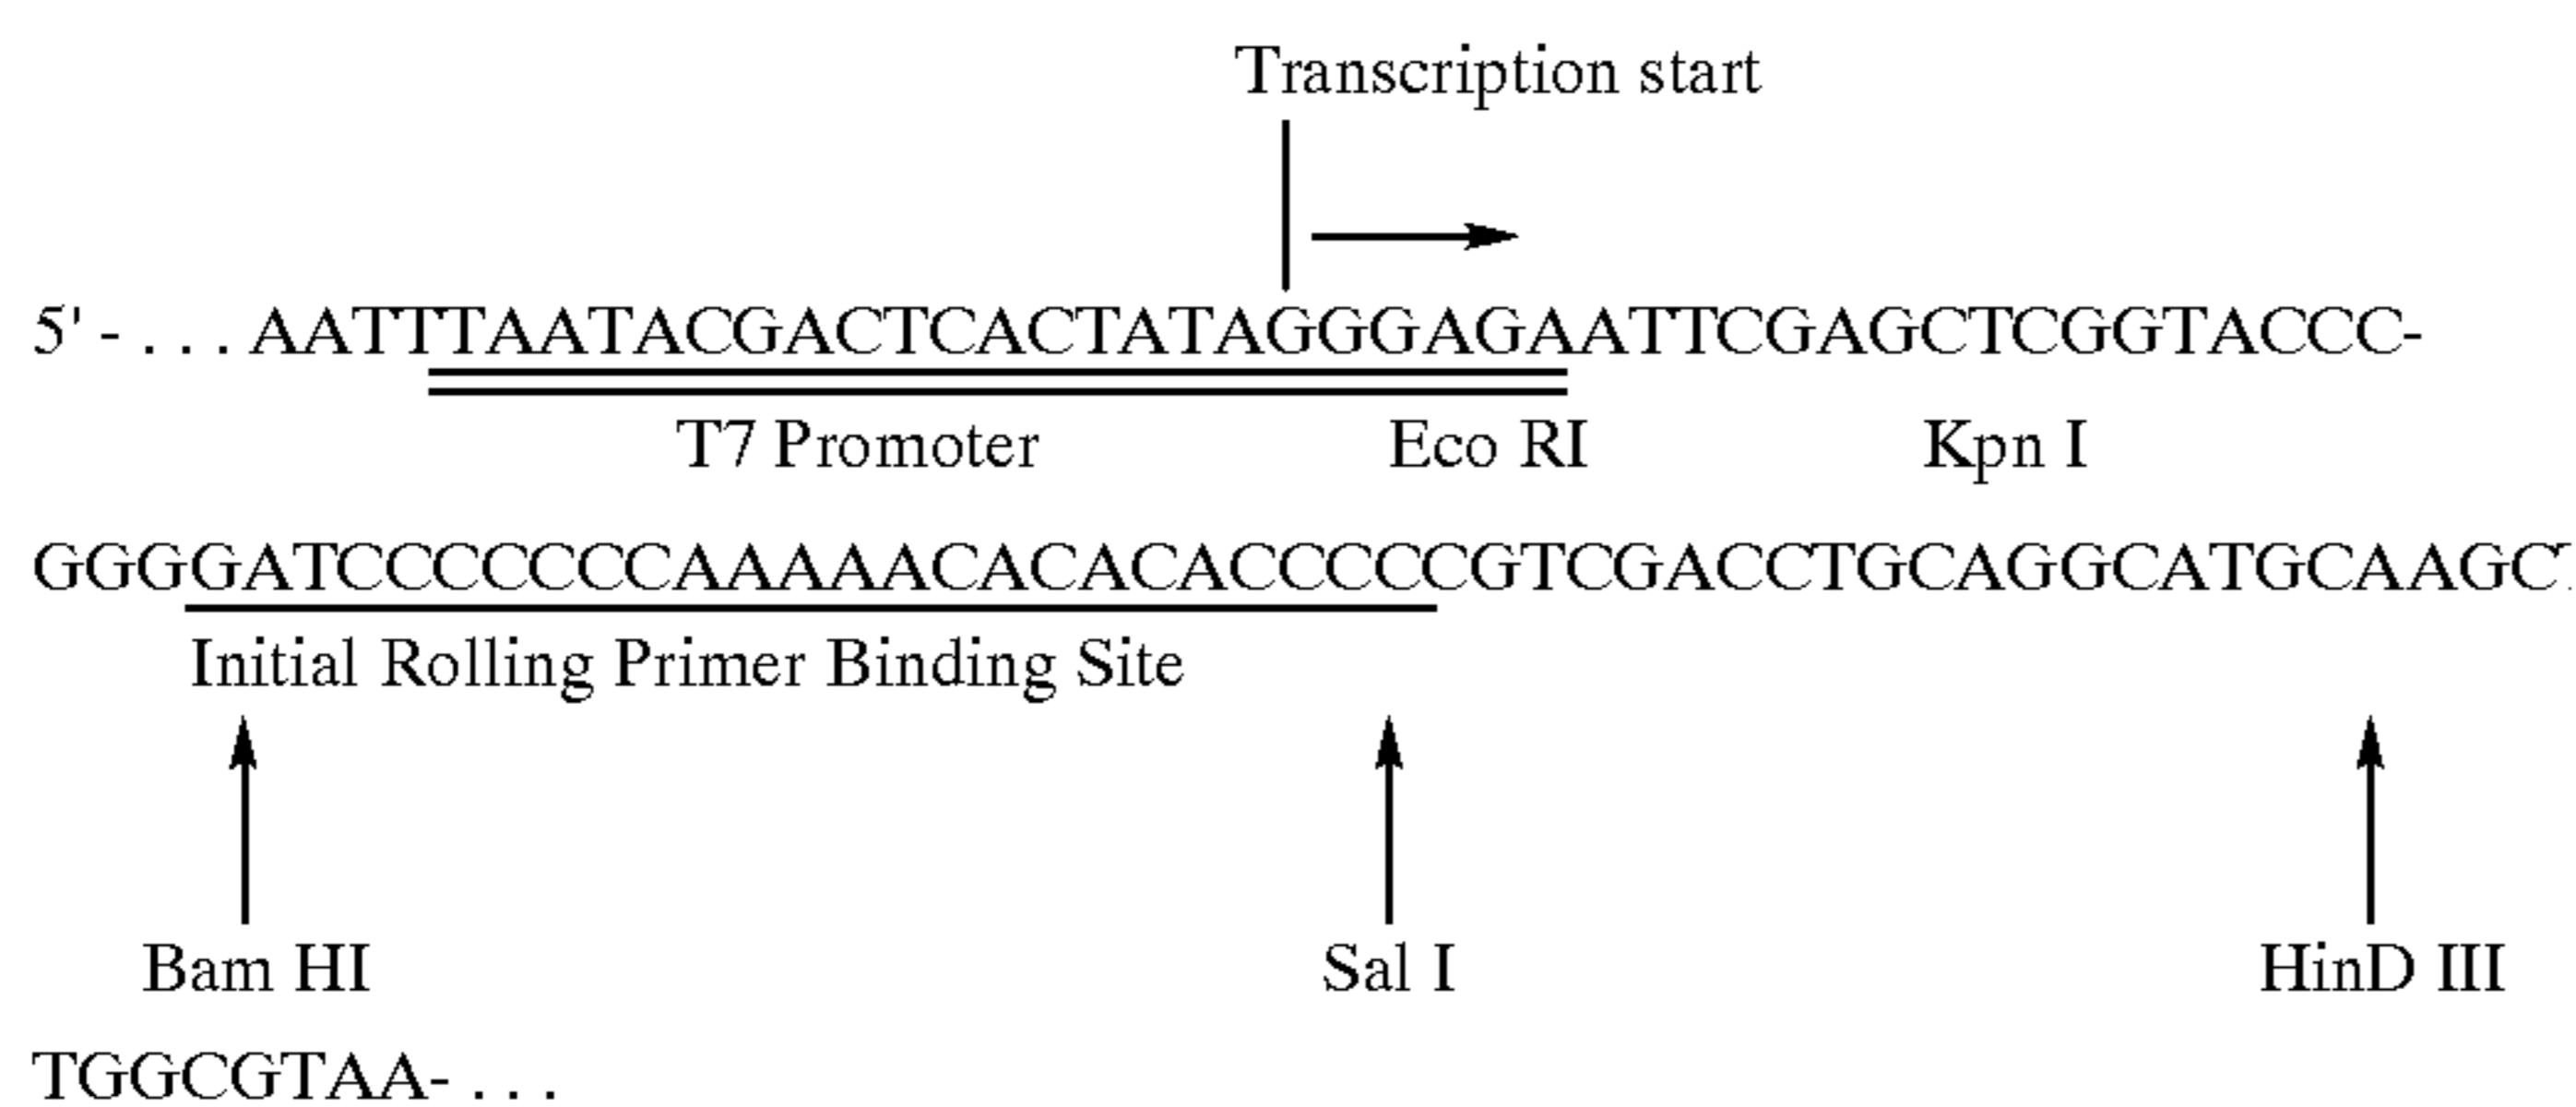 Transcription start
5' - . . . AATTTAATACGACTCACTATAGGGAGAATTCGAGCTCGGTACCC-
T7 Promoter Eco RI Kpn I
GGGGATCCCCCCCAAAAACACACACCCCCGTCGACCTGCAGGCATGCAAGCT
Initial Rolling Primer Binding Site
Bam HI Sal I HinD III
TGGCGTAA- . . .